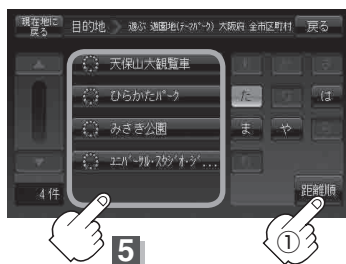 現在地に
戻る
目的地 遊ぶ 遊園地(ﾃｰﾏﾊﾟｰｸ) 大阪府 全市区町村
戻る
天保山大観覧車
ひらかたﾊﾟｰｸ
みさき公園
ﾕﾆﾊﾞｰｻﾙ・ｽﾀｼﾞｵ・ｼﾞ...
た は
ま や
4件
距離順
5
①